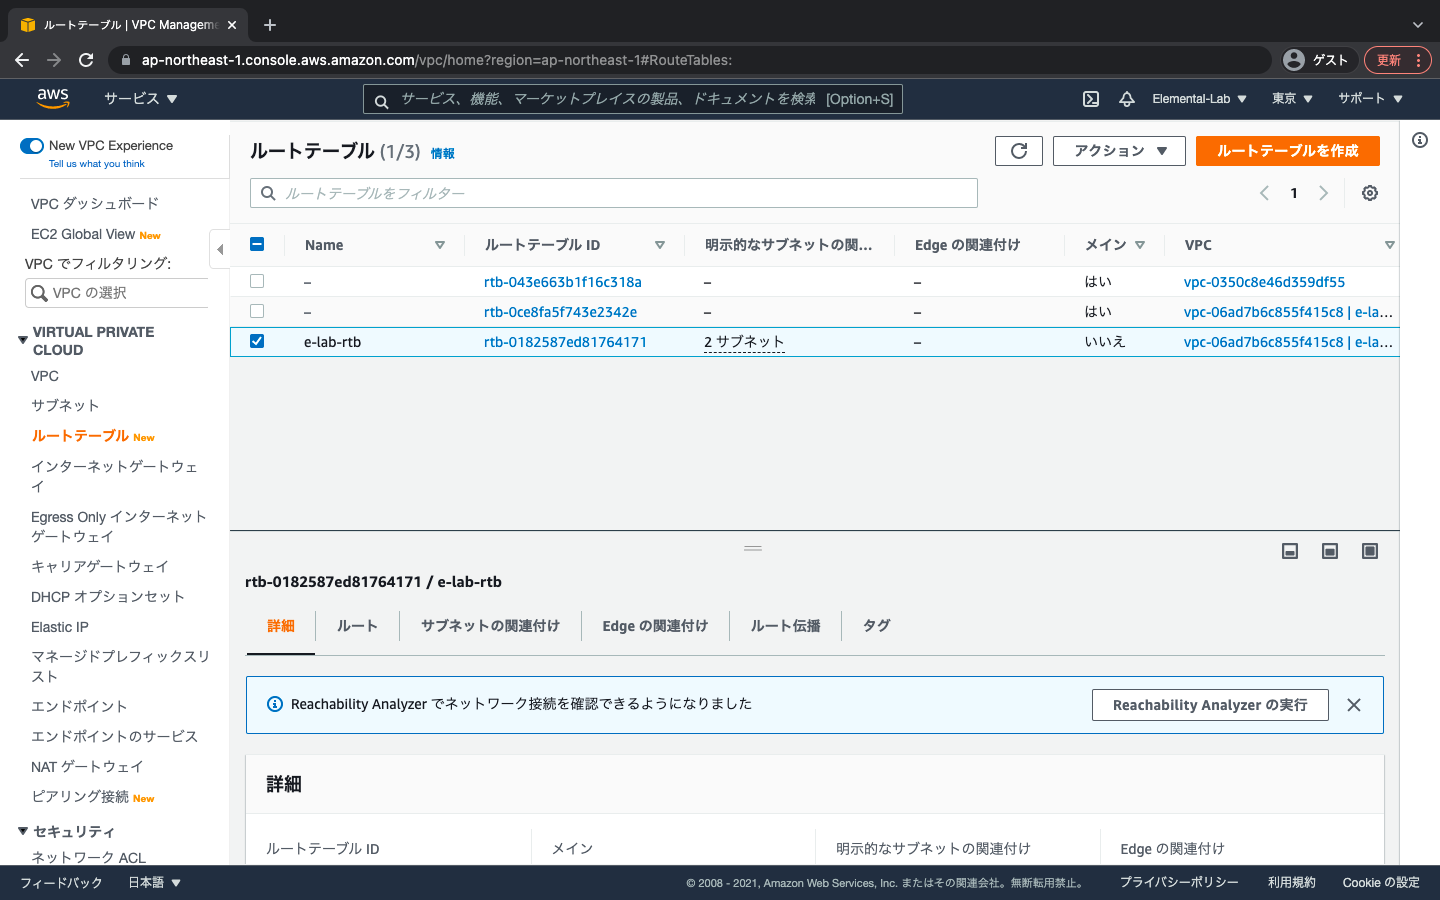 ルートテーブル | VPC Manageme
ap-northeast-1.console.aws.amazon.com/vpc/home?region=ap-northeast-1#RouteTables:
ゲスト
更新
aws
サービス
サービス、機能、マーケットプレイスの製品、ドキュメントを検索 [Option+S]
Elemental-Lab
東京
サポート
New VPC Experience
Tell us what you think
VPC ダッシュボード
EC2 Global View New
VPC でフィルタリング:
VPC の選択
VIRTUAL PRIVATE
CLOUD
VPC
サブネット
ルートテーブル New
インターネットゲートウェ
イ
Egress Only インターネット
ゲートウェイ
キャリアゲートウェイ
DHCP オプションセット
Elastic IP
マネージドプレフィックスリ
スト
エンドポイント
エンドポイントのサービス
NAT ゲートウェイ
ピアリング接続 New
セキュリティ
ネットワーク ACL
ルートテーブル (1/3) 情報
アクション
ルートテーブルを作成
ルートテーブルをフィルター
1
Name ルートテーブル ID 明示的なサブネットの関... Edge の関連付け メイン VPC
– rtb-043e663b1f16c318a – – はい vpc-0350c8e46d359df55
– rtb-0ce8fa5f743e2342e – – はい vpc-06ad7b6c855f415c8 | e-la...
e-lab-rtb rtb-0182587ed81764171 2 サブネット – いいえ vpc-06ad7b6c855f415c8 | e-la...
rtb-0182587ed81764171 / e-lab-rtb
詳細 ルート サブネットの関連付け Edge の関連付け ルート伝播 タグ
Reachability Analyzer でネットワーク接続を確認できるようになりました
Reachability Analyzer の実行
詳細
ルートテーブル ID メイン 明示的なサブネットの関連付け Edge の関連付け
フィードバック 日本語 © 2008 - 2021, Amazon Web Services, Inc. またはその関連会社。無断転用禁止。 プライバシーポリシー 利用規約 Cookie の設定